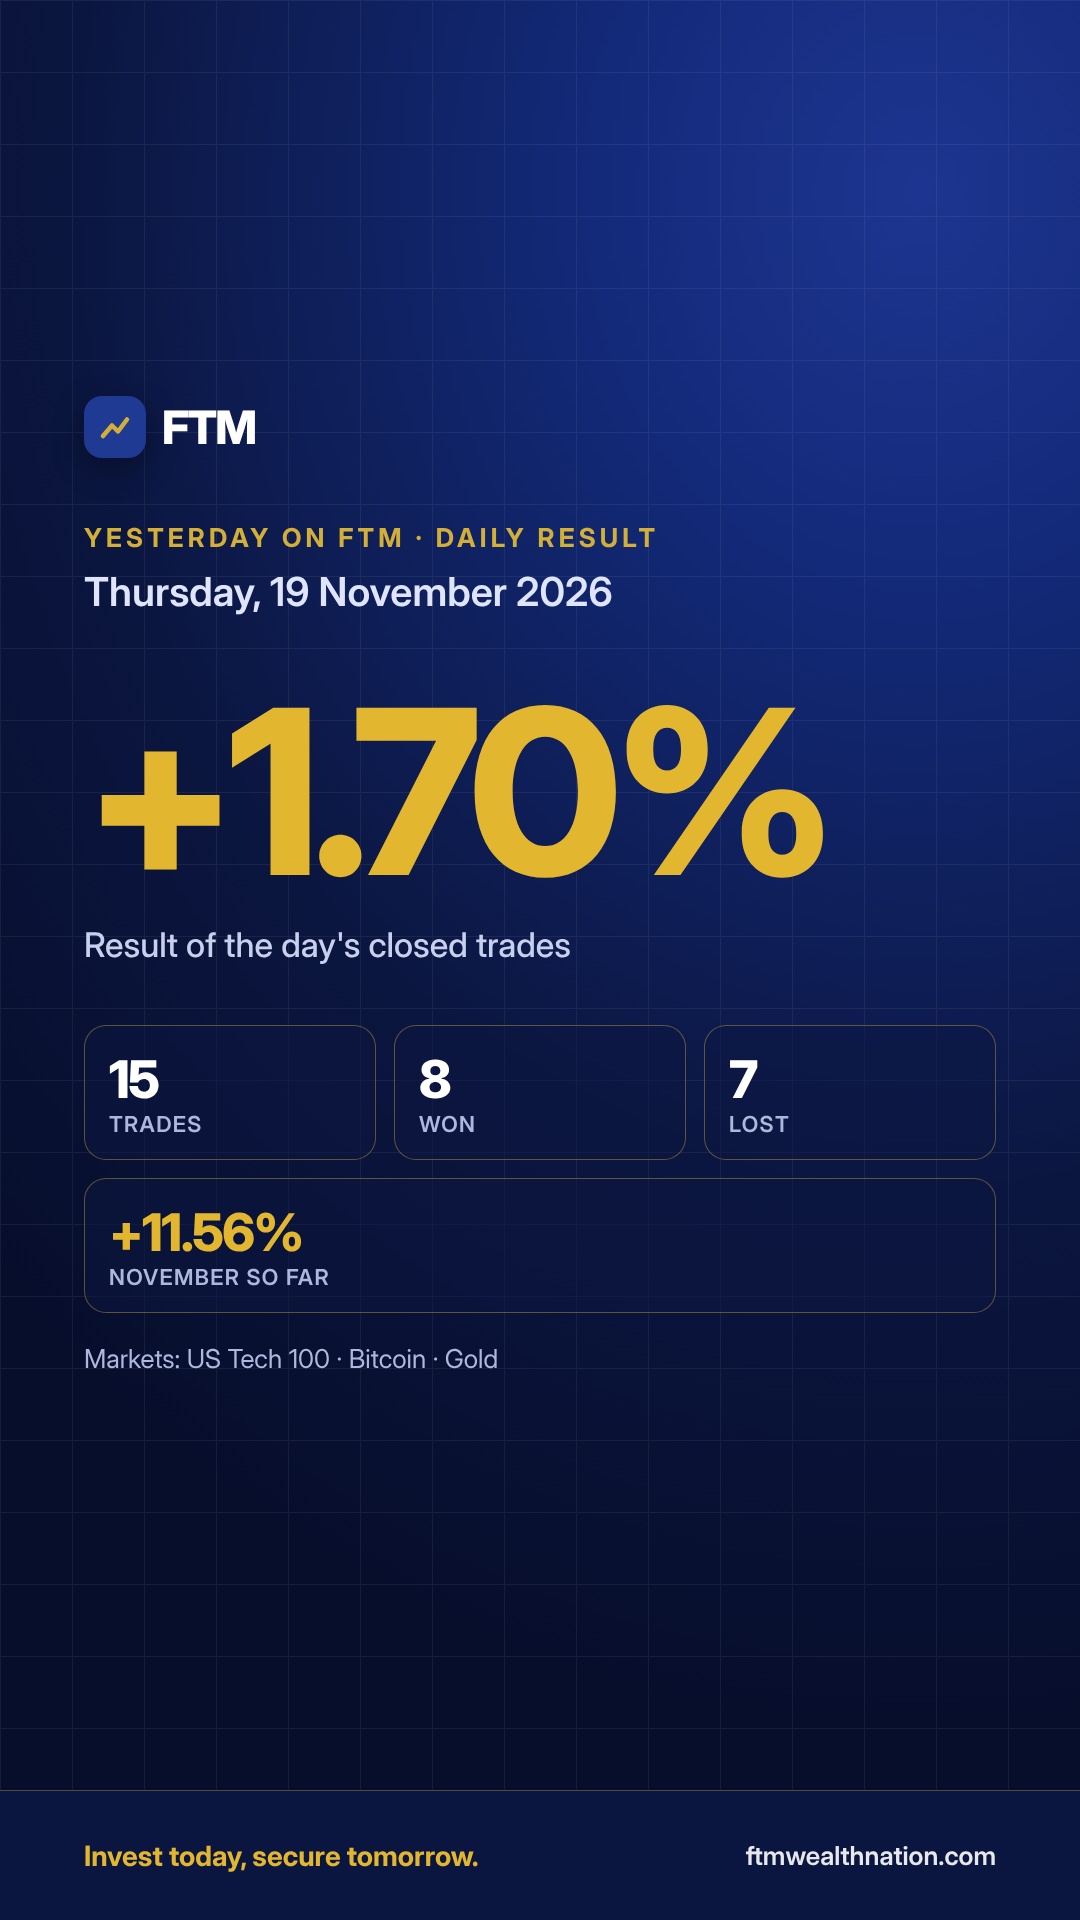 FTM
YESTERDAY ON FTM · DAILY RESULT
Thursday, 19 November 2026
+1.70%
Result of the day's closed trades
15
TRADES
8
WON
7
LOST
+11.56%
NOVEMBER SO FAR
Markets: US Tech 100 · Bitcoin · Gold
Invest today, secure tomorrow.
ftmwealthnation.com